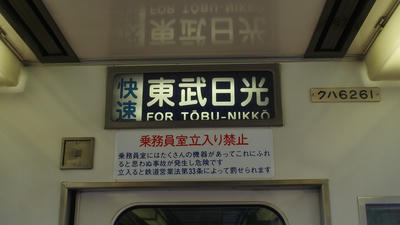 快速
東武日光
FOR TŌBU-NIKKŌ
クハ6261
乗務員室立入り禁止
乗務員室にはたくさんの機器があってこれにふれ
ると思わぬ事故が発生し危険です
立入ると鉄道営業法第33条によって罰せられます